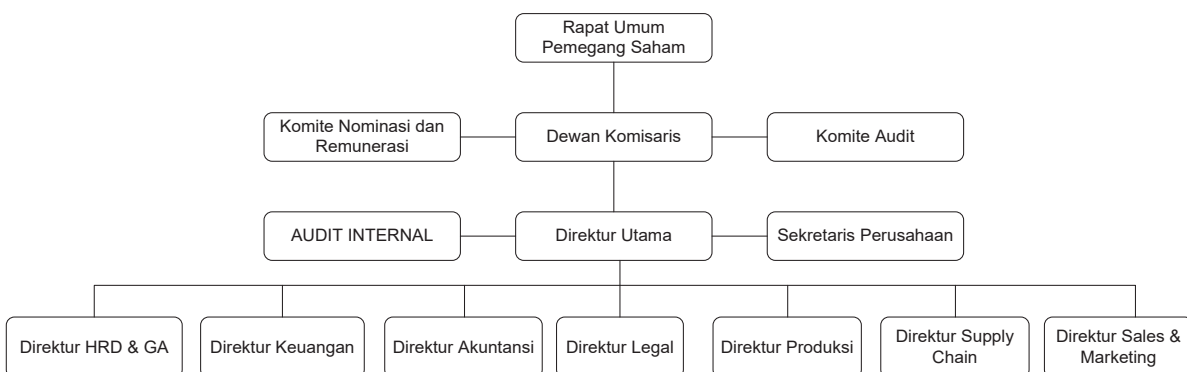 Rapat Umum
Pemegang Saham
Komite Nominasi dan
Remunerasi
Dewan Komisaris
Komite Audit
AUDIT INTERNAL
Direktur Utama
Sekretaris Perusahaan
Direktur HRD & GA
Direktur Keuangan
Direktur Akuntansi
Direktur Legal
Direktur Produksi
Direktur Supply
Chain
Direktur Sales &
Marketing